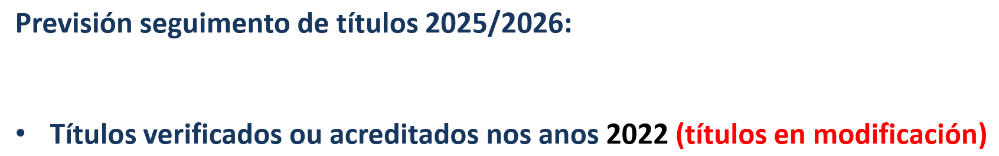 Previsión seguimento de títulos 2025/2026:
• Títulos verificados ou acreditados nos anos 2022 (títulos en modificación)